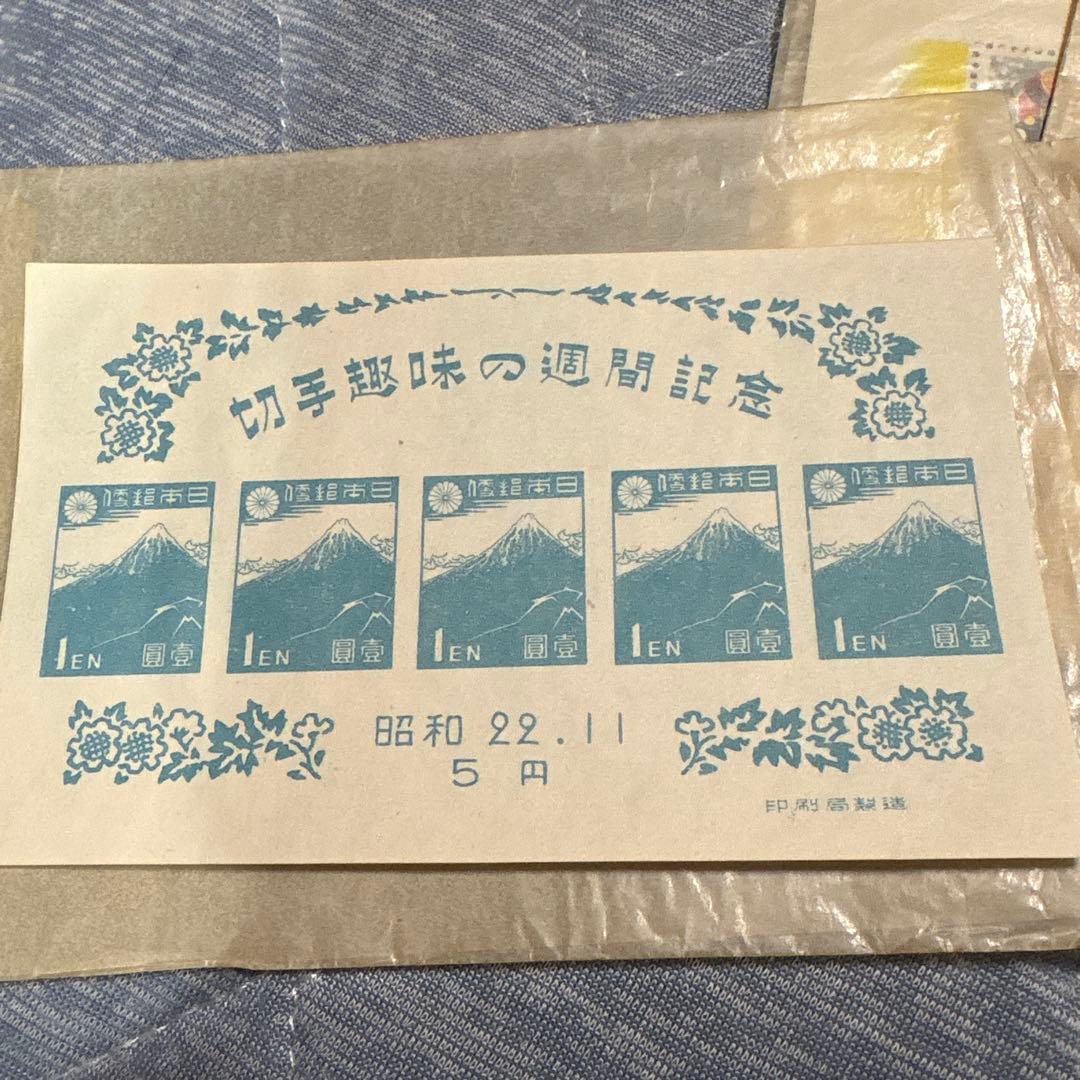 切手趣味の週間記念
便郵本日
1EN 圓壹
便郵本日
1EN 圓壹
便郵本日
1EN 圓壹
便郵本日
1EN 圓壹
便郵本日
1EN 圓壹
昭和 22.11
5 円
印刷局製造